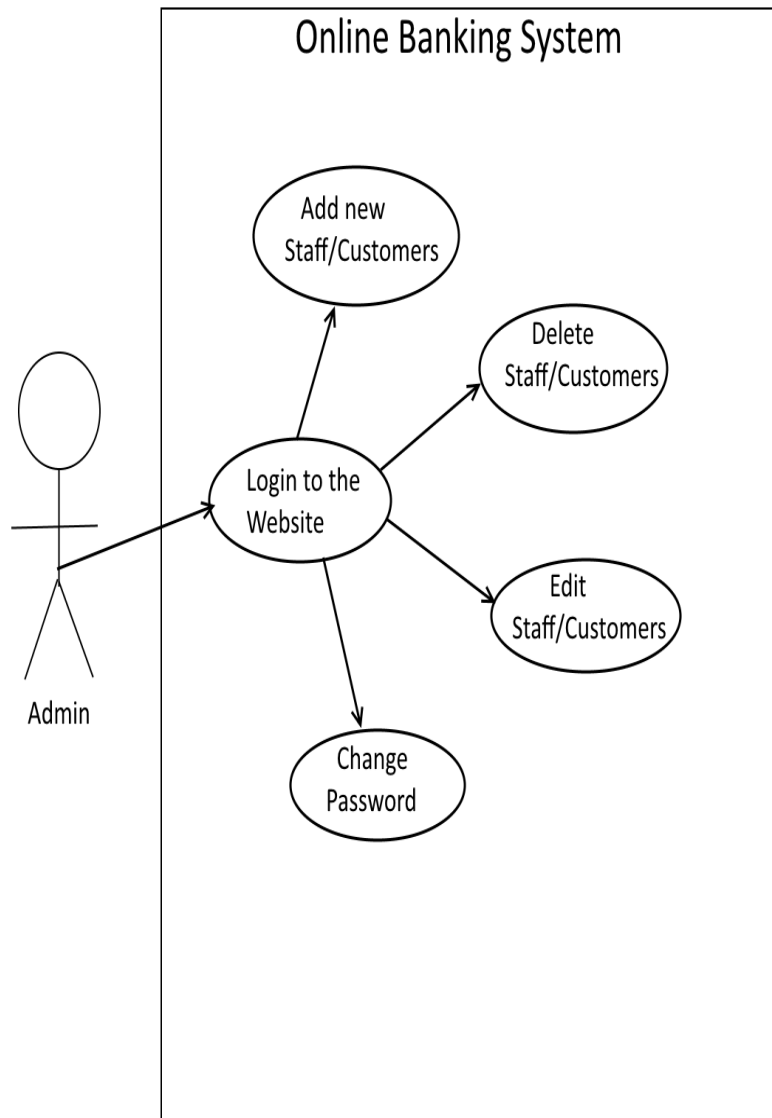 Online Banking System
Add new
Staff/Customers
Delete
Staff/Customers
Login to the
Website
Edit
Staff/Customers
Admin
Change
Password